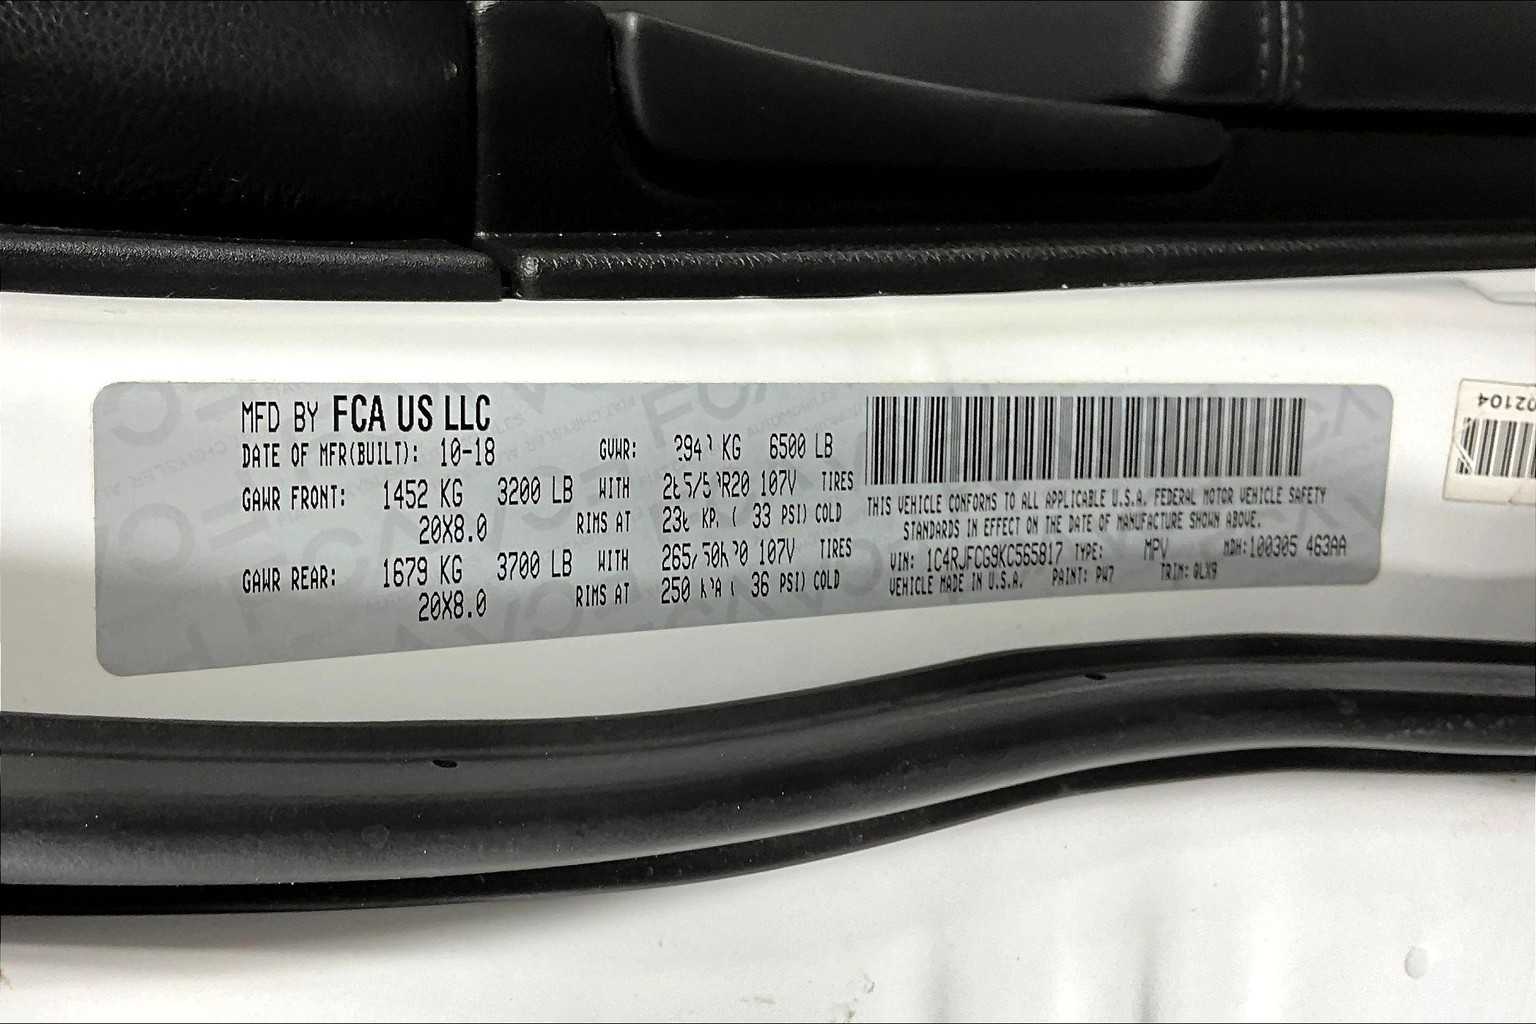 MFD BY FCA US LLC
DATE OF MFR(BUILT): 10-18 GVWR: KG 6500 LB
GAWR FRONT: 1452 KG 3200 LB WITH 107V TIRES
20X8.0 RIMS AT ( 33 PSI) COLD
GAWR REAR: 1679 KG 3700 LB WITH 107V TIRES
20X8.0 RIMS AT 250 ( 36 PSI) COLD
THIS VEHICLE CONFORMS TO ALL APPLICABLE U.S.A. FEDERAL MOTOR VEHICLE SAFETY
STANDARDS IN EFFECT ON THE DATE OF MANUFACTURE SHOWN ABOVE.
VIN: 1C4RJFCG9KC565817 TYPE: MPV MDH:100305 463AA
VEHICLE MADE IN U.S.A. PAINT: PW7 TRIM: QLX9
02104